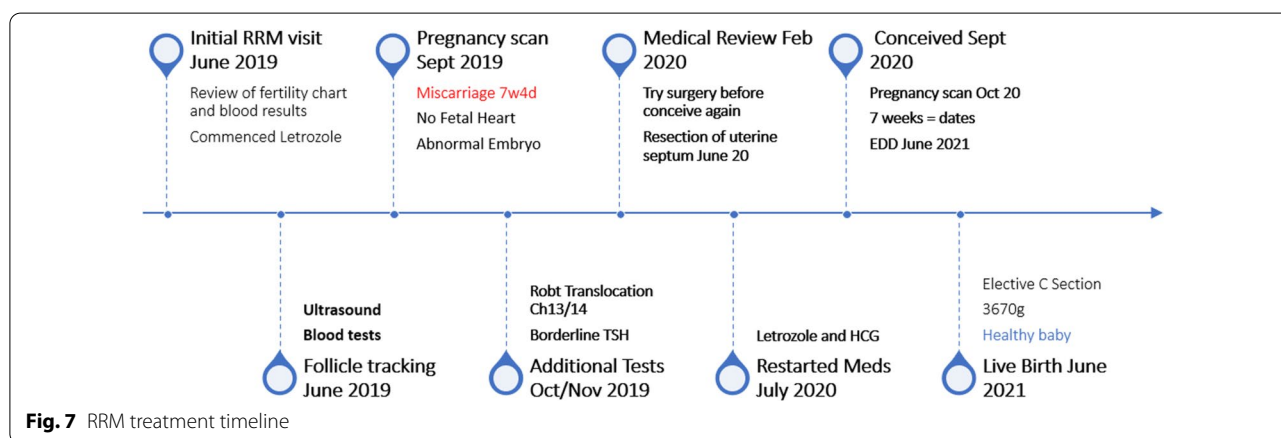 Initial RRM visit
June 2019
Review of fertility chart
and blood results
Commenced Letrozole
Pregnancy scan
Sept 2019
Miscarriage 7w4d
No Fetal Heart
Abnormal Embryo
Medical Review Feb
2020
Try surgery before
conceive again
Resection of uterine
septum June 20
Conceived Sept
2020
Pregnancy scan Oct 20
7 weeks = dates
EDD June 2021
Ultrasound
Blood tests
Follicle tracking
June 2019
Robt Translocation
Ch13/14
Borderline TSH
Additional Tests
Oct/Nov 2019
Letrozole and HCG
Restarted Meds
July 2020
Elective C Section
3670g
Healthy baby
Live Birth June
2021
Fig. 7 RRM treatment timeline